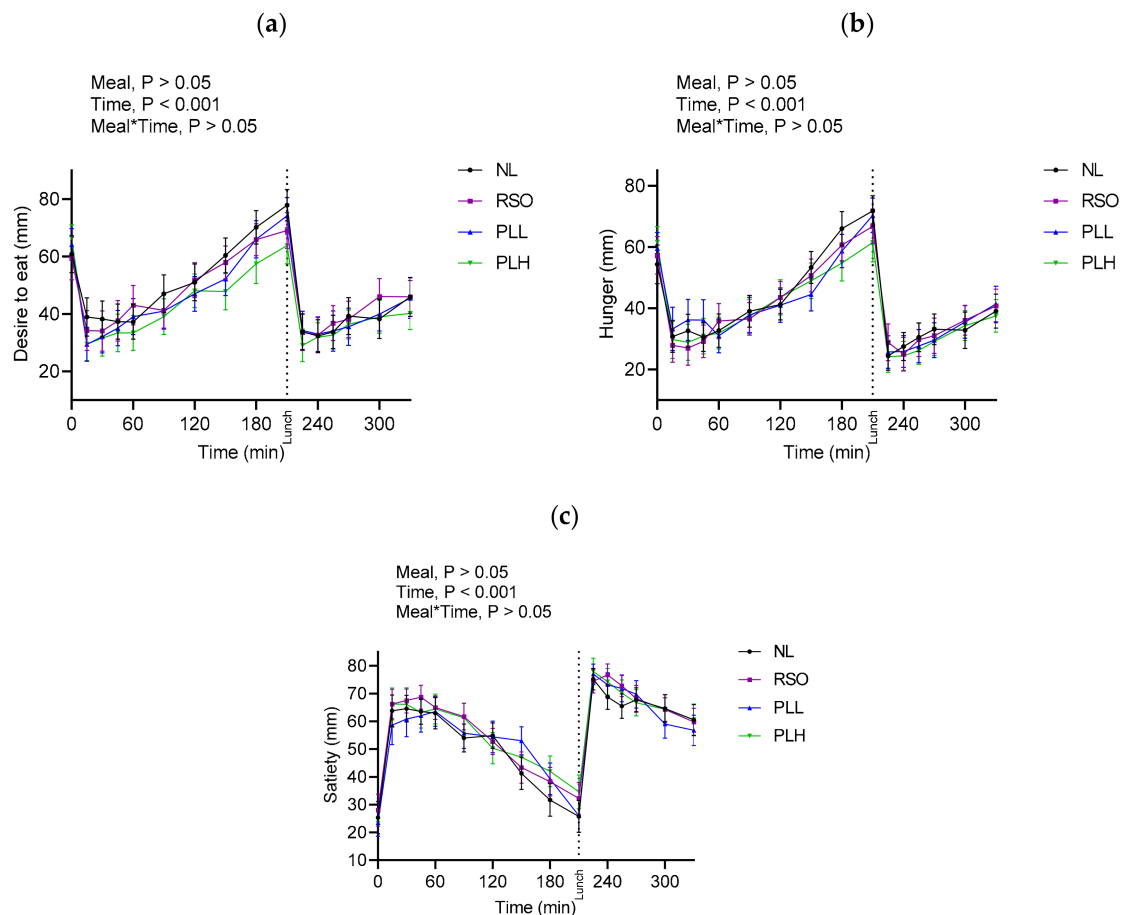 (a)
Meal, P > 0.05
Time, P < 0.001
Meal*Time, P > 0.05
Desire to eat (mm)
80
60
40
20
0
60
120
180
Lunch
240
300
Time (min)
NL
RSO
PLL
PLH
(b)
Meal, P > 0.05
Time, P < 0.001
Meal*Time, P > 0.05
Hunger (mm)
80
60
40
20
0
60
120
180
Lunch
240
300
Time (min)
NL
RSO
PLL
PLH
(c)
Meal, P > 0.05
Time, P < 0.001
Meal*Time, P > 0.05
Satiety (mm)
80
70
60
50
40
30
20
10
0
60
120
180
Lunch
240
300
Time (min)
NL
RSO
PLL
PLH